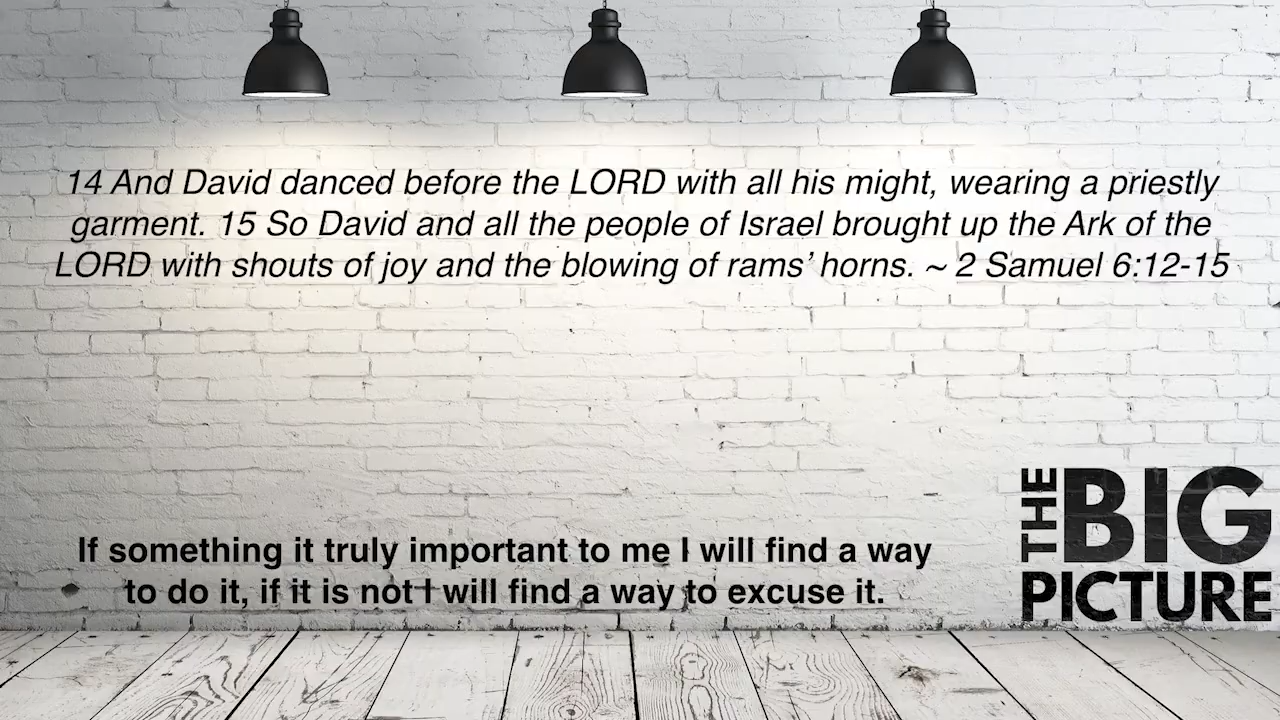 14 And David danced before the LORD with all his might, wearing a priestly
garment. 15 So David and all the people of Israel brought up the Ark of the
LORD with shouts of joy and the blowing of rams’ horns. ~ 2 Samuel 6:12-15
If something it truly important to me I will find a way
to do it, if it is not I will find a way to excuse it.
THE
BIG
PICTURE